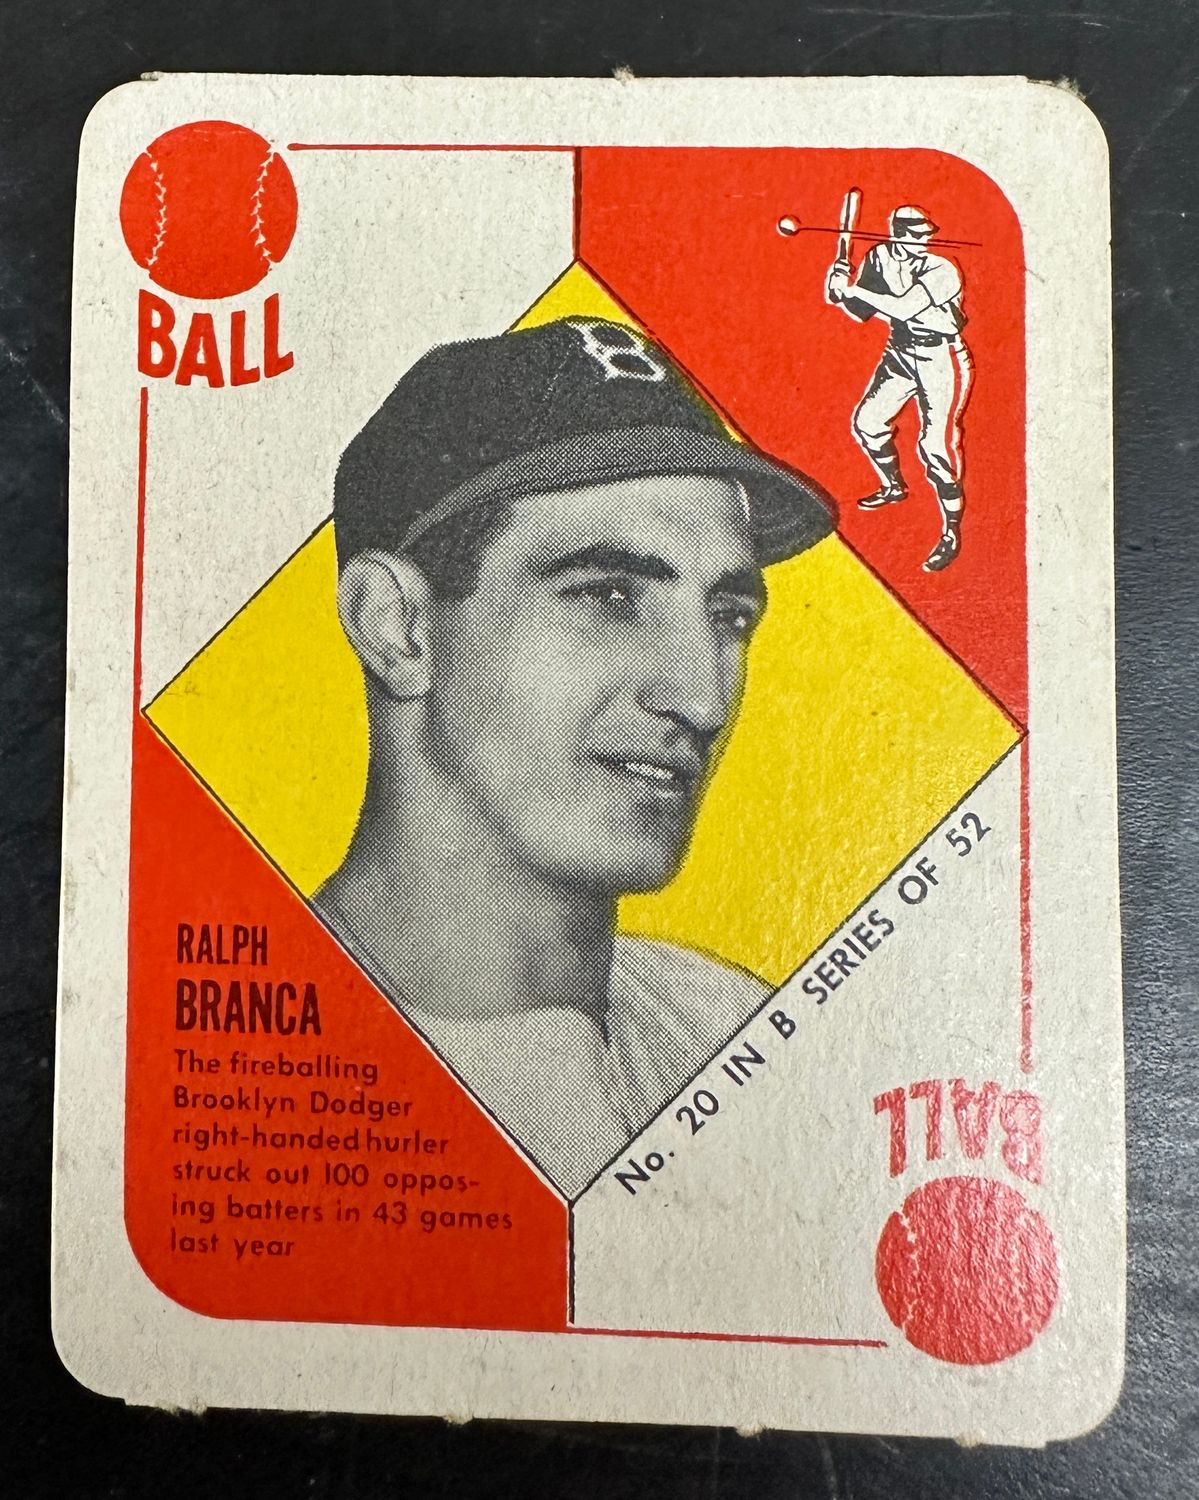 BALL
B
RALPH
BRANCA
The fireballing
Brooklyn Dodger
right-handed hurler
struck out 100 oppos-
ing batters in 43 games
last year
No. 20 IN B SERIES OF 52
BALL